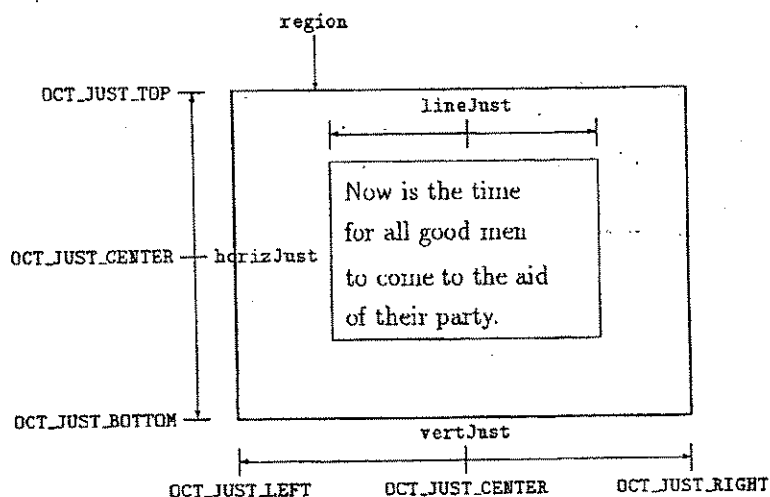 region
OCT_JUST_TOP
lineJust
Now is the time
for all good men
OCT_JUST_CENTER horizJust
to come to the aid
of their party.
OCT_JUST_BOTTOM
vertJust
OCT_JUST_LEFT OCT_JUST_CENTER OCT_JUST_RIGHT